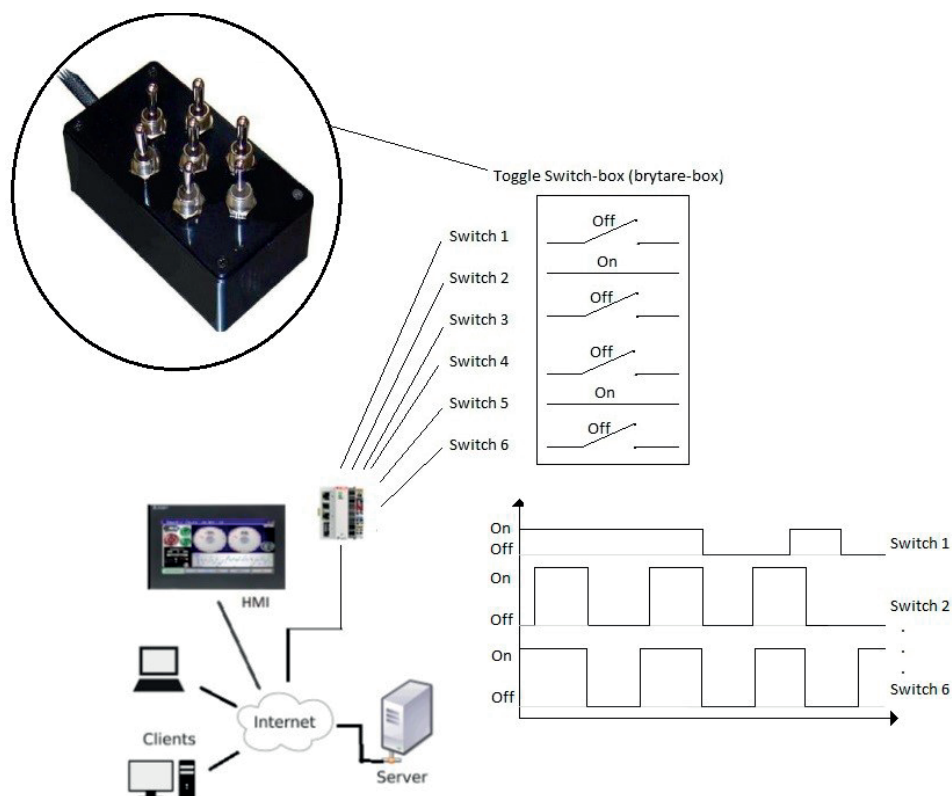 Toggle Switch-box (brytare-box)
Switch 1
Off
Switch 2
On
Switch 3
Off
Switch 4
Off
Switch 5
On
Switch 6
Off
HMI
Internet
Clients
Server
On
Off
Switch 1
On
Off
Switch 2
.
.
.
On
Off
Switch 6